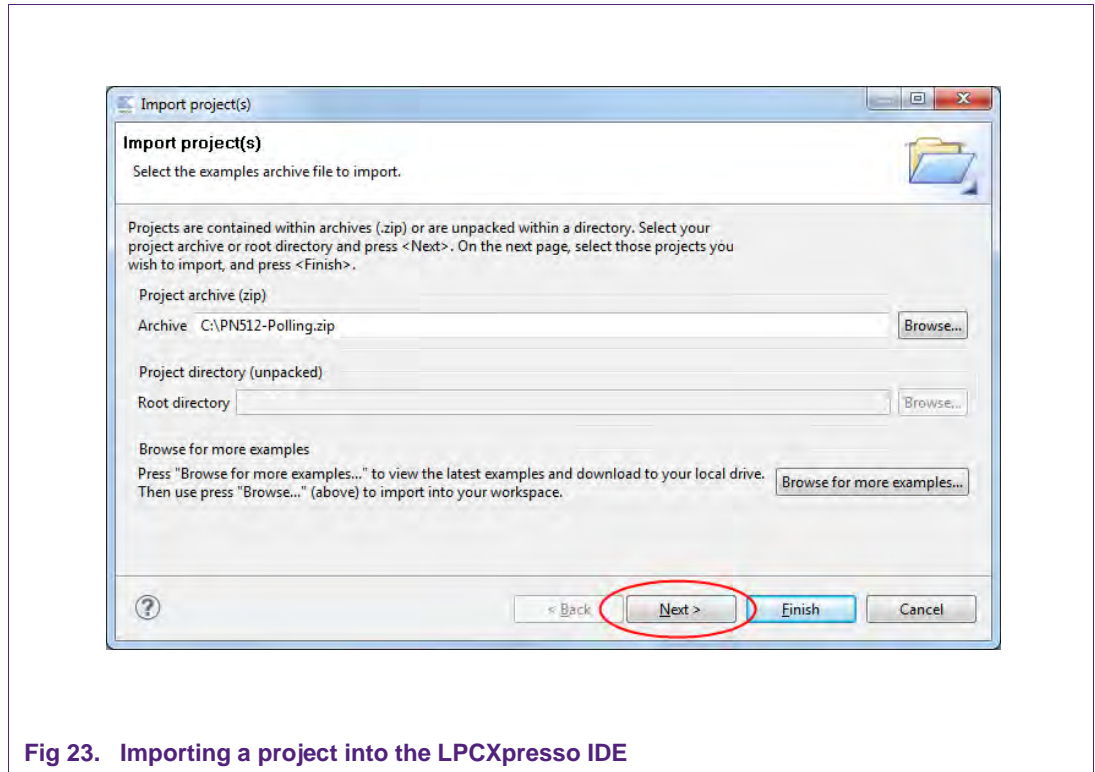 Import project(s)
Import project(s)
Select the examples archive file to import.
Projects are contained within archives (.zip) or are unpacked within a directory. Select your
project archive or root directory and press <Next>. On the next page, select those projects you
wish to import, and press <Finish>.
Project archive (zip)
Archive C:\PN512-Polling.zip Browse...
Project directory (unpacked)
Root directory Browse...
Browse for more examples
Press "Browse for more examples..." to view the latest examples and download to your local drive.
Then use press "Browse..." (above) to import into your workspace.
Browse for more examples...
? < Back Next > Finish Cancel
Fig 23. Importing a project into the LPCXpresso IDE